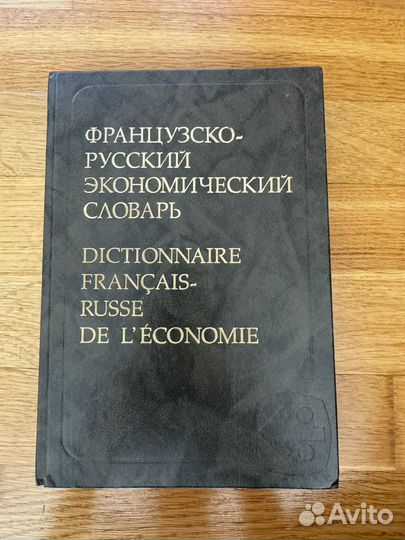 ФРАНЦУЗСКО-
РУССКИЙ
ЭКОНОМИЧЕСКИЙ
СЛОВАРЬ
DICTIONNAIRE
FRANÇAIS-
RUSSE
DE L'ÉCONOMIE
Avito